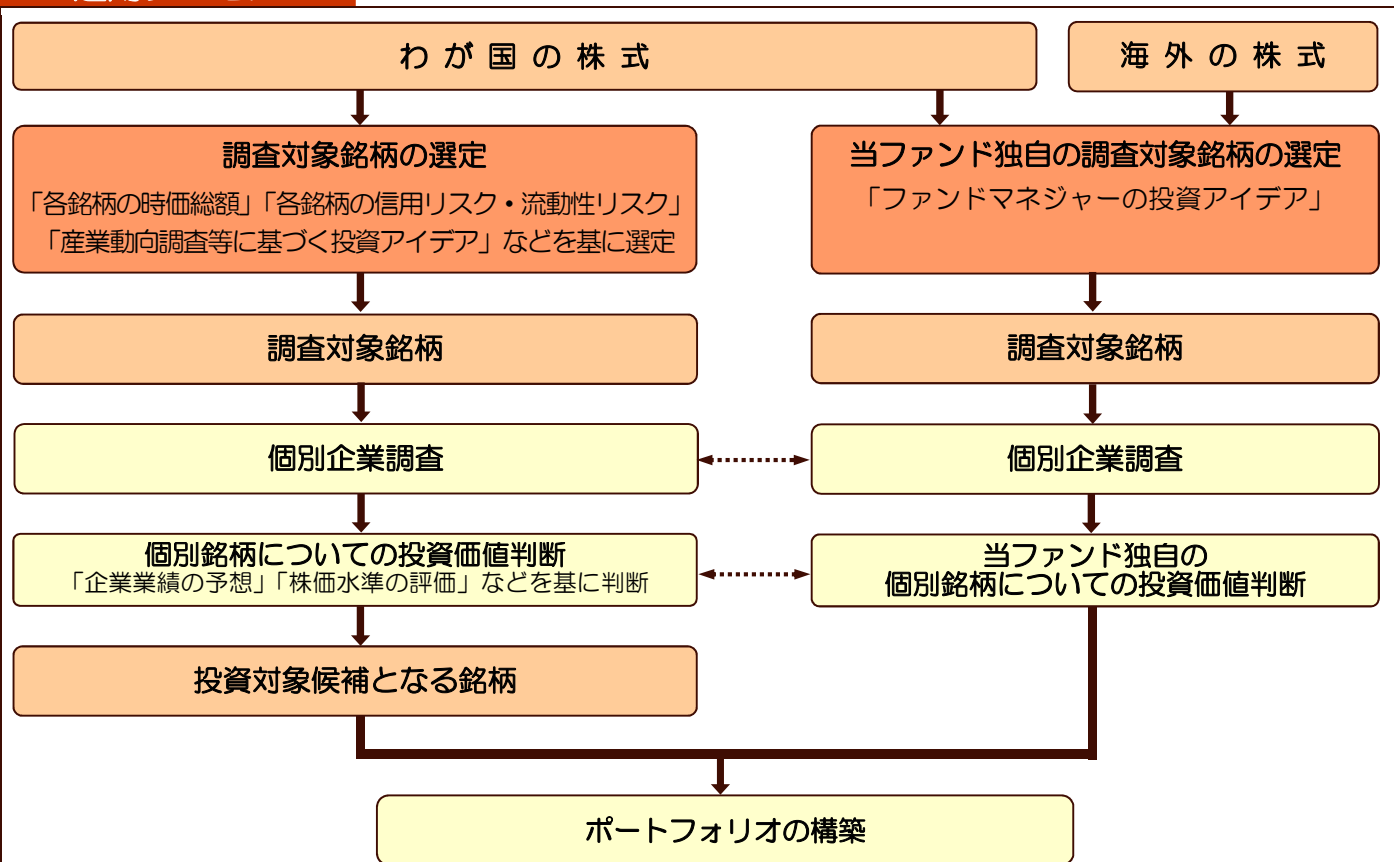 わが国の株式
海外の株式
調査対象銘柄の選定
「各銘柄の時価総額」「各銘柄の信用リスク・流動性リスク」
「産業動向調査等に基づく投資アイデア」などを基に選定
当ファンド独自の調査対象銘柄の選定
「ファンドマネジャーの投資アイデア」
調査対象銘柄
調査対象銘柄
個別企業調査
個別企業調査
個別銘柄についての投資価値判断
「企業業績の予想」「株価水準の評価」などを基に判断
当ファンド独自の
個別銘柄についての投資価値判断
投資対象候補となる銘柄
ポートフォリオの構築